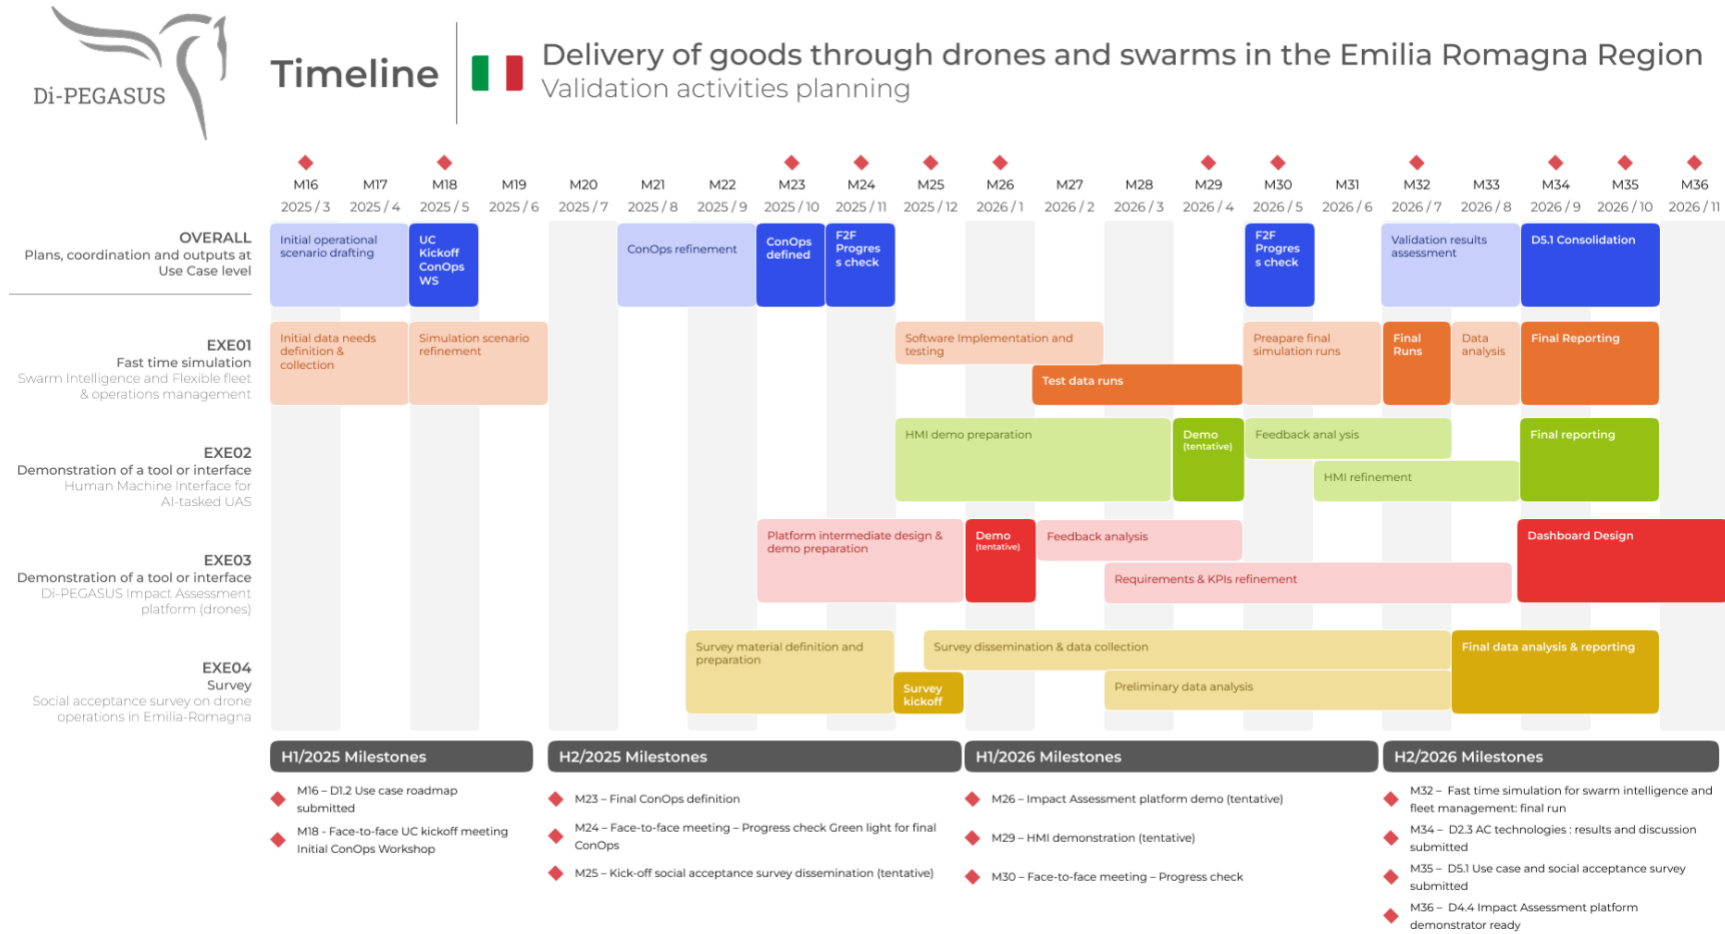 Di-PEGASUS
Timeline
Delivery of goods through drones and swarms in the Emilia Romagna Region
Validation activities planning
M16 M17 M18 M19 M20 M21 M22 M23 M24 M25 M26 M27 M28 M29 M30 M31 M32 M33 M34 M35 M36
2025 / 3 2025 / 4 2025 / 5 2025 / 6 2025 / 7 2025 / 8 2025 / 9 2025 / 10 2025 / 11 2025 / 12 2026 / 1 2026 / 2 2026 / 3 2026 / 4 2026 / 5 2026 / 6 2026 / 7 2026 / 8 2026 / 9 2026 / 10 2026 / 11
OVERALL
Plans, coordination and outputs at
Use Case level
Initial operational
scenario drafting
UC
Kickoff
ConOps
WS
ConOps refinement
ConOps
defined
F2F
Progres
s check
F2F
Progres
s check
Validation results
assessment
D5.1 Consolidation
EXE01
Fast time simulation
Swarm Intelligence and Flexible fleet
& operations management
Initial data needs
definition &
collection
Simulation scenario
refinement
Software Implementation and
testing
Test data runs
Preapare final
simulation runs
Final
Runs
Data
analysis
Final Reporting
EXE02
Demonstration of a tool or interface
Human Machine Interface for
AI-tasked UAS
HMI demo preparation
Demo
(tentative)
Feedback anal ysis
HMI refinement
Final reporting
EXE03
Demonstration of a tool or interface
Di-PEGASUS Impact Assessment
platform (drones)
Platform intermediate design &
demo preparation
Demo
(tentative)
Feedback analysis
Requirements & KPIs refinement
Dashboard Design
EXE04
Survey
Social acceptance survey on drone
operations in Emilia-Romagna
Survey material definition and
preparation
Survey
kickoff
Survey dissemination & data collection
Preliminary data analysis
Final data analysis & reporting
H1/2025 Milestones
M16 – D1.2 Use case roadmap
submitted
M18 - Face-to-face UC kickoff meeting
Initial ConOps Workshop
H2/2025 Milestones
M23 – Final ConOps definition
M24 – Face-to-face meeting – Progress check Green light for final
ConOps
M25 – Kick-off social acceptance survey dissemination (tentative)
H1/2026 Milestones
M26 – Impact Assessment platform demo (tentative)
M29 – HMI demonstration (tentative)
M30 – Face-to-face meeting – Progress check
H2/2026 Milestones
M32 – Fast time simulation for swarm intelligence and
fleet management: final run
M34 – D2.3 AC technologies : results and discussion
submitted
M35 – D5.1 Use case and social acceptance survey
submitted
M36 – D4.4 Impact Assessment platform
demonstrator ready